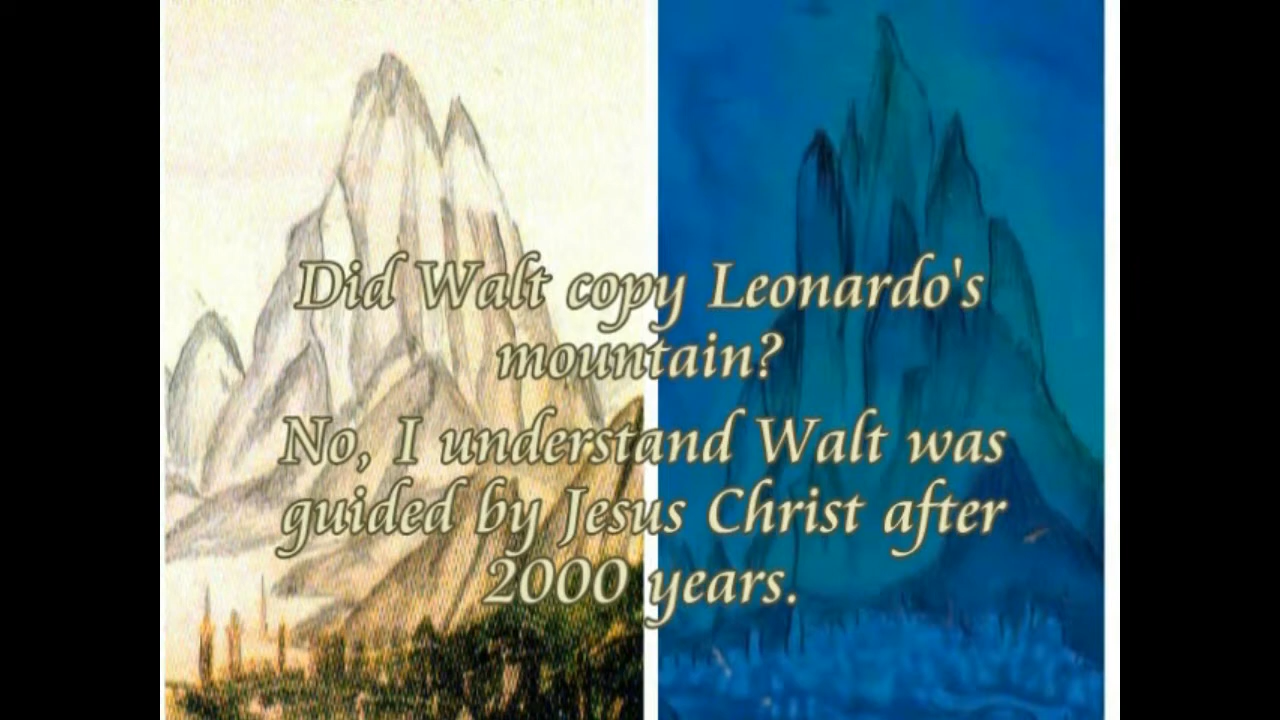 Did Walt copy Leonardo's
mountain?
No, I understand Walt was
guided by Jesus Christ after
2000 years.